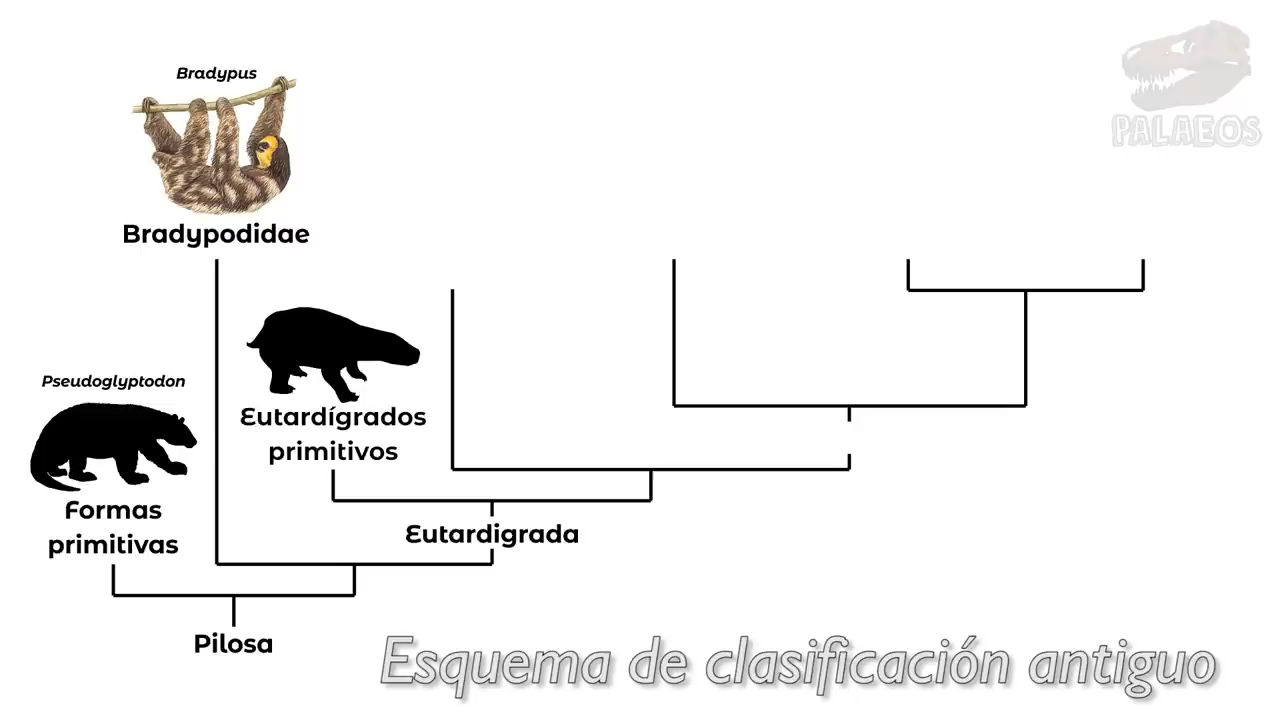 PALAEOS
Bradypus
Bradypodidae
Pseudoglyptodon
Eutardígrados
primitivos
Formas
primitivas
Eutardigrada
Pilosa
Esquema de clasificación antiguo